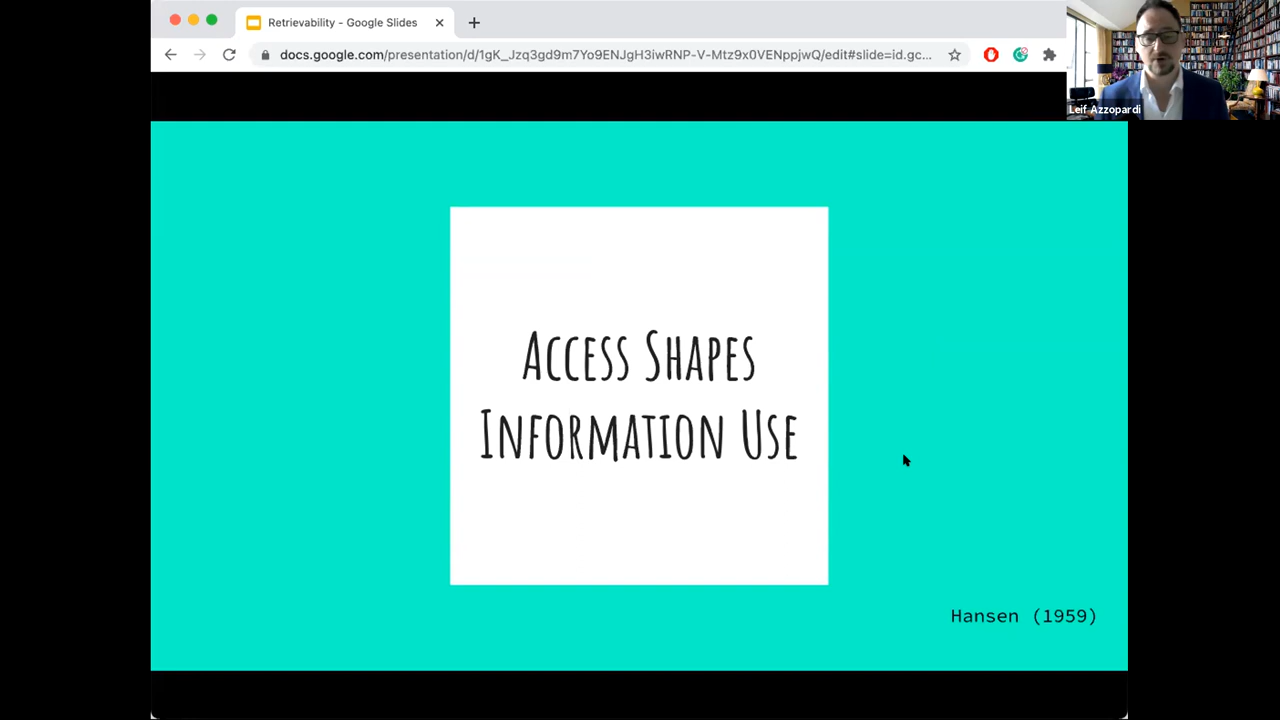 Retrievability - Google Slides
docs.google.com/presentation/d/1gK_Jzq3gd9m7Yo9ENJgH3iwRNP-V-Mtz9x0VENppjwQ/edit#slide=id.gc...
Leif Azzopardi
ACCESS SHAPES
INFORMATION USE
Hansen (1959)